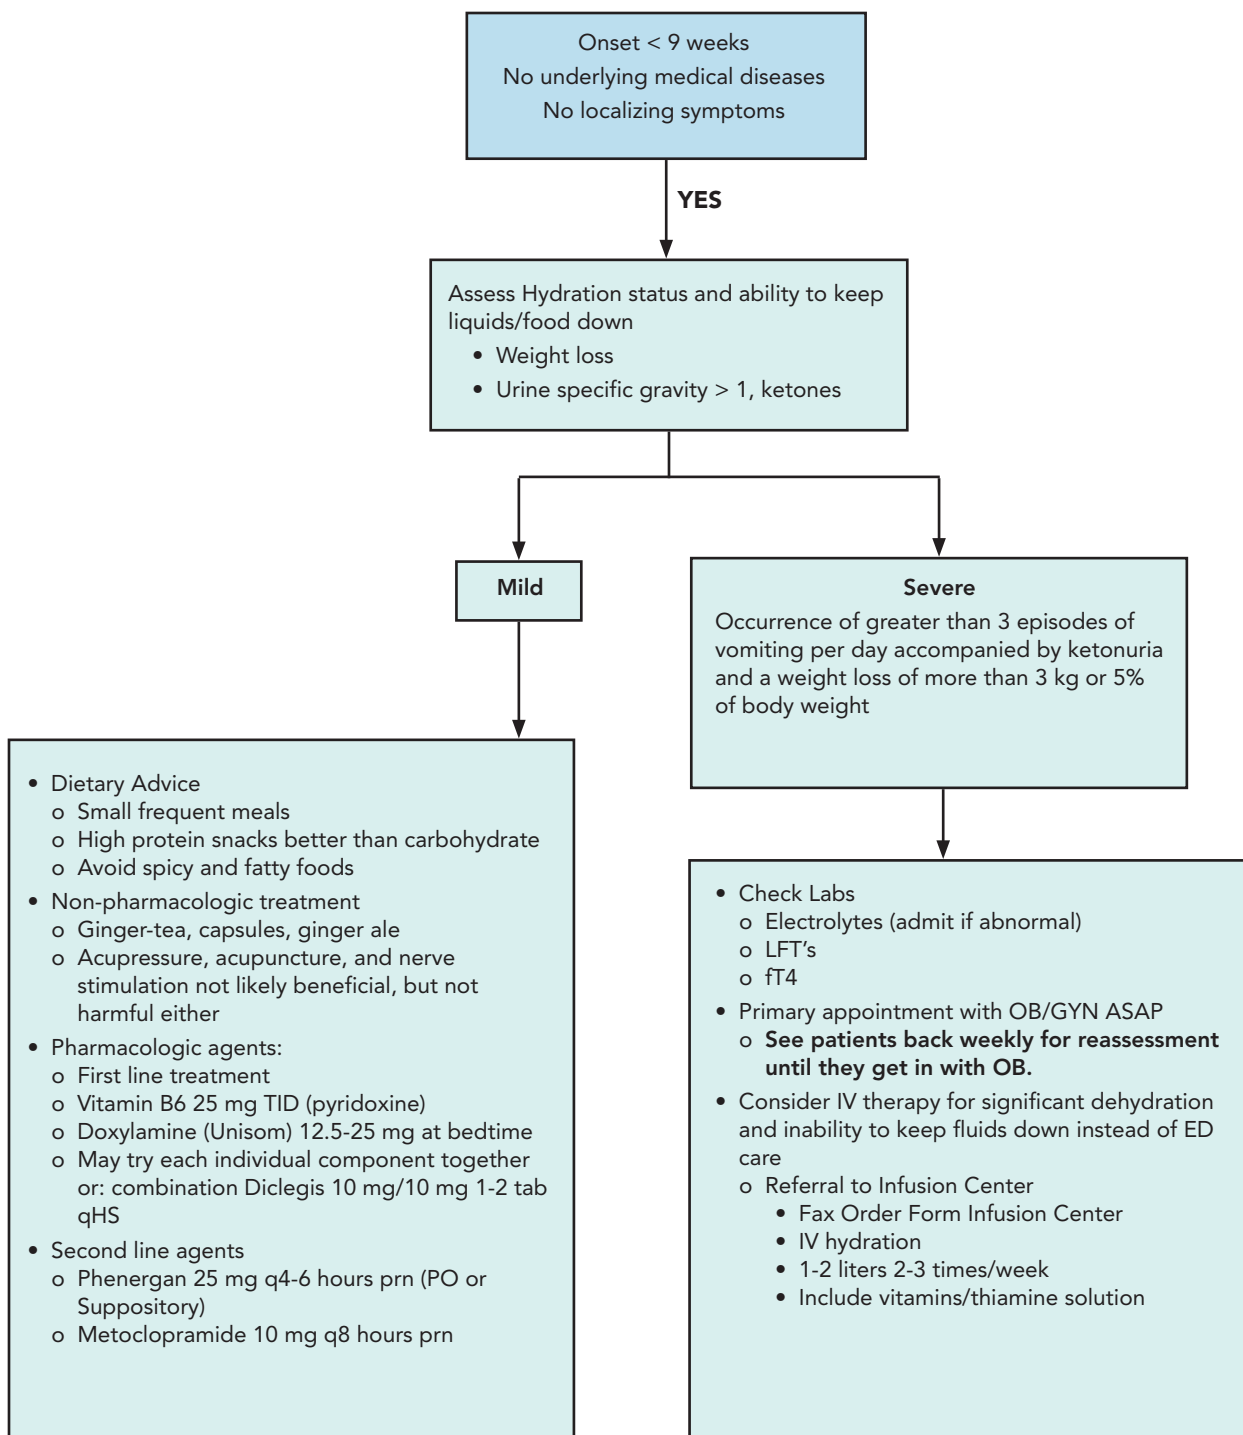 Onset < 9 weeks
No underlying medical diseases
No localizing symptoms
YES
Assess Hydration status and ability to keep
liquids/food down
• Weight loss
• Urine specific gravity > 1, ketones
Mild
• Dietary Advice
o Small frequent meals
o High protein snacks better than carbohydrate
o Avoid spicy and fatty foods
• Non-pharmacologic treatment
o Ginger-tea, capsules, ginger ale
o Acupressure, acupuncture, and nerve
stimulation not likely beneficial, but not
harmful either
• Pharmacologic agents:
o First line treatment
o Vitamin B6 25 mg TID (pyridoxine)
o Doxylamine (Unisom) 12.5-25 mg at bedtime
o May try each individual component together
or: combination Diclegis 10 mg/10 mg 1-2 tab
qHS
• Second line agents
o Phenergan 25 mg q4-6 hours prn (PO or
Suppository)
o Metoclopramide 10 mg q8 hours prn
Severe
Occurrence of greater than 3 episodes of
vomiting per day accompanied by ketonuria
and a weight loss of more than 3 kg or 5%
of body weight
• Check Labs
o Electrolytes (admit if abnormal)
o LFT's
o fT4
• Primary appointment with OB/GYN ASAP
o See patients back weekly for reassessment
until they get in with OB.
• Consider IV therapy for significant dehydration
and inability to keep fluids down instead of ED
care
o Referral to Infusion Center
• Fax Order Form Infusion Center
• IV hydration
• 1-2 liters 2-3 times/week
• Include vitamins/thiamine solution